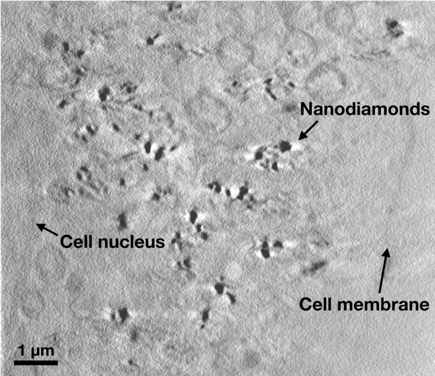 Nanodiamonds
Cell nucleus
Cell membrane
1 µm